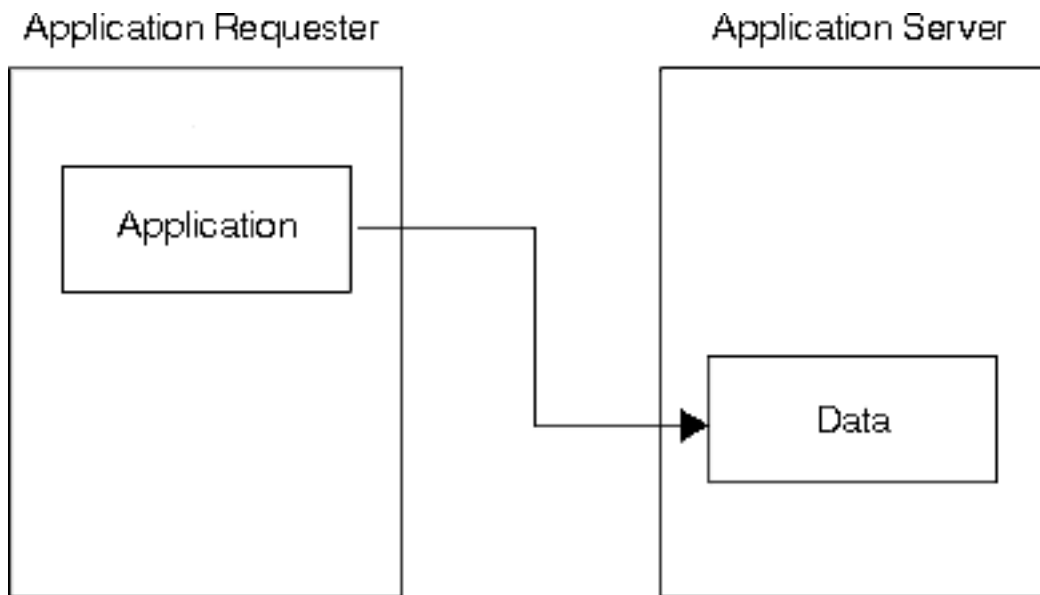 Application Requester
Application Server
Application
Data